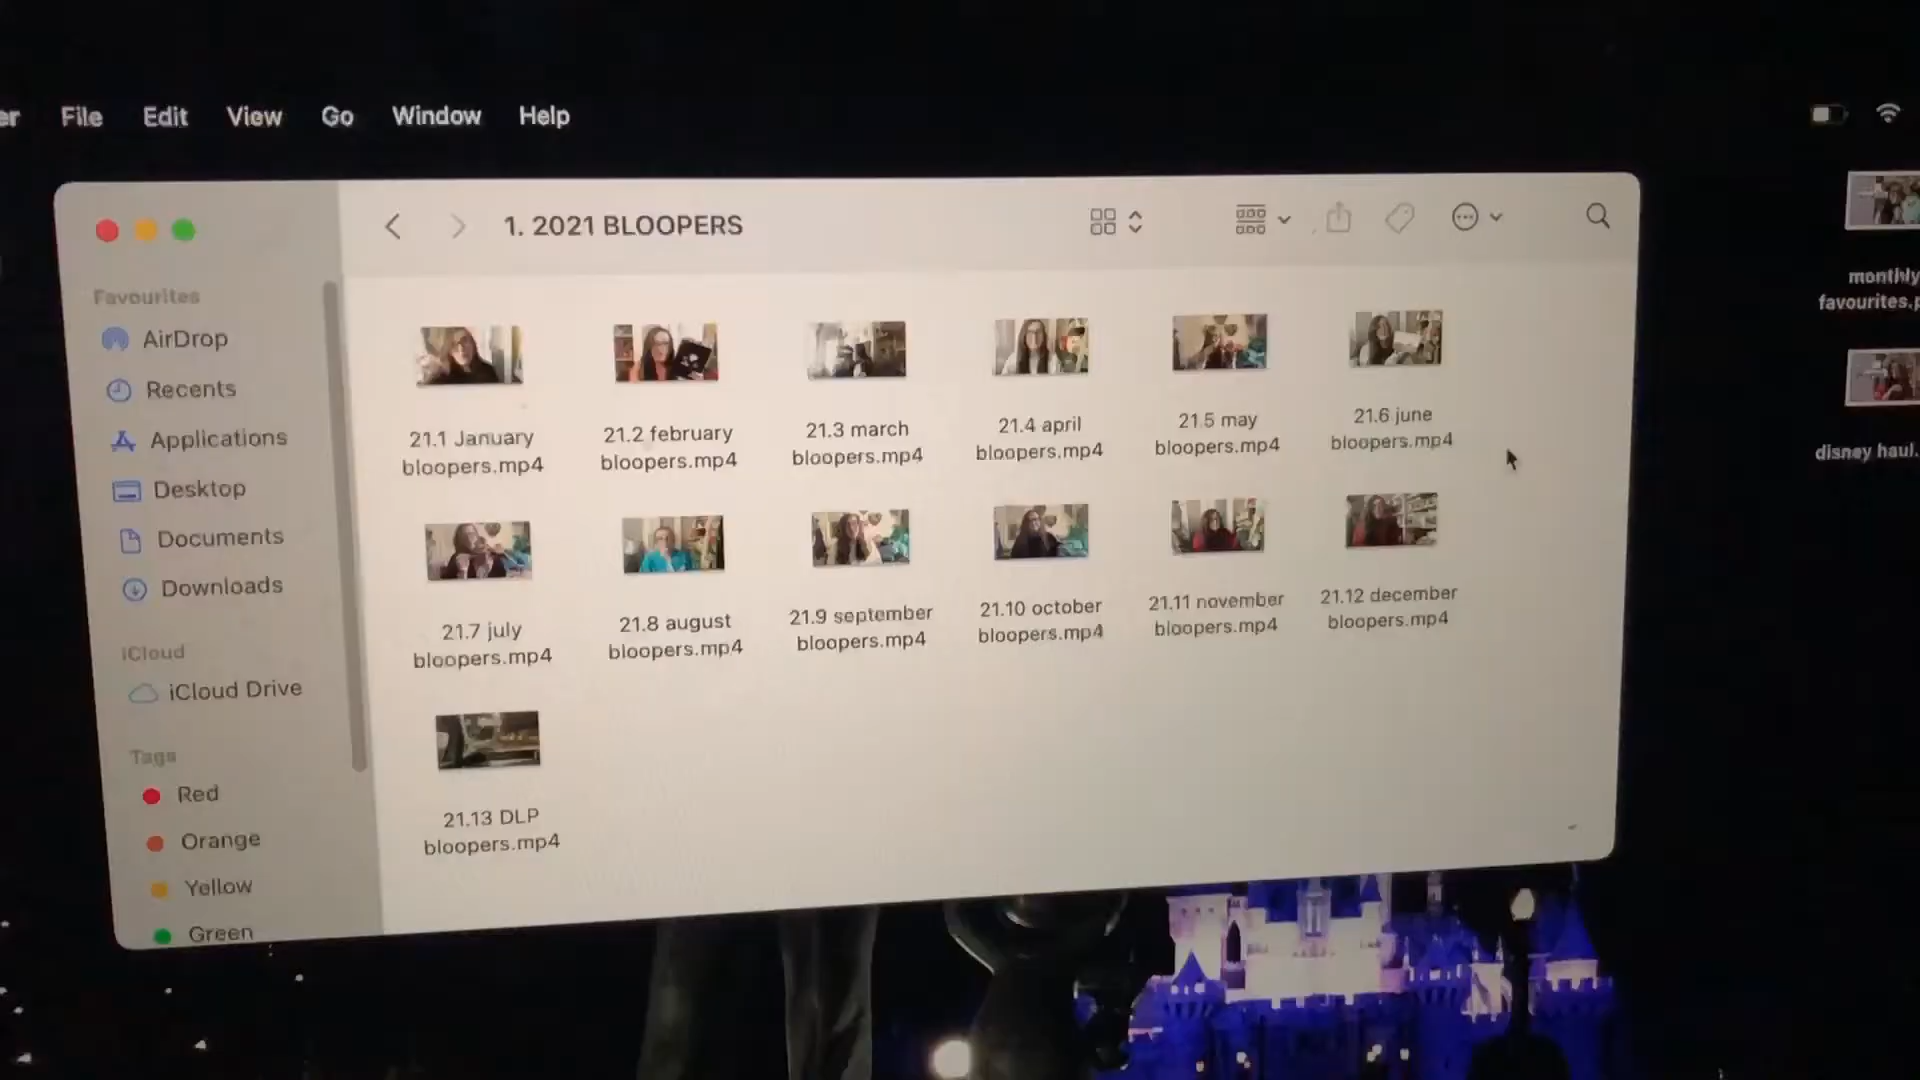 File Edit View Go Window Help
1. 2021 BLOOPERS
Favourites
AirDrop
Recents
Applications
Desktop
Documents
Downloads
iCloud
iCloud Drive
Tags
Red
Orange
Yellow
Green
21.1 January
bloopers.mp4
21.2 february
bloopers.mp4
21.3 march
bloopers.mp4
21.4 april
bloopers.mp4
21.5 may
bloopers.mp4
21.6 june
bloopers.mp4
21.7 july
bloopers.mp4
21.8 august
bloopers.mp4
21.9 september
bloopers.mp4
21.10 october
bloopers.mp4
21.11 november
bloopers.mp4
21.12 december
bloopers.mp4
21.13 DLP
bloopers.mp4
monthly
favourites.
disney haul.